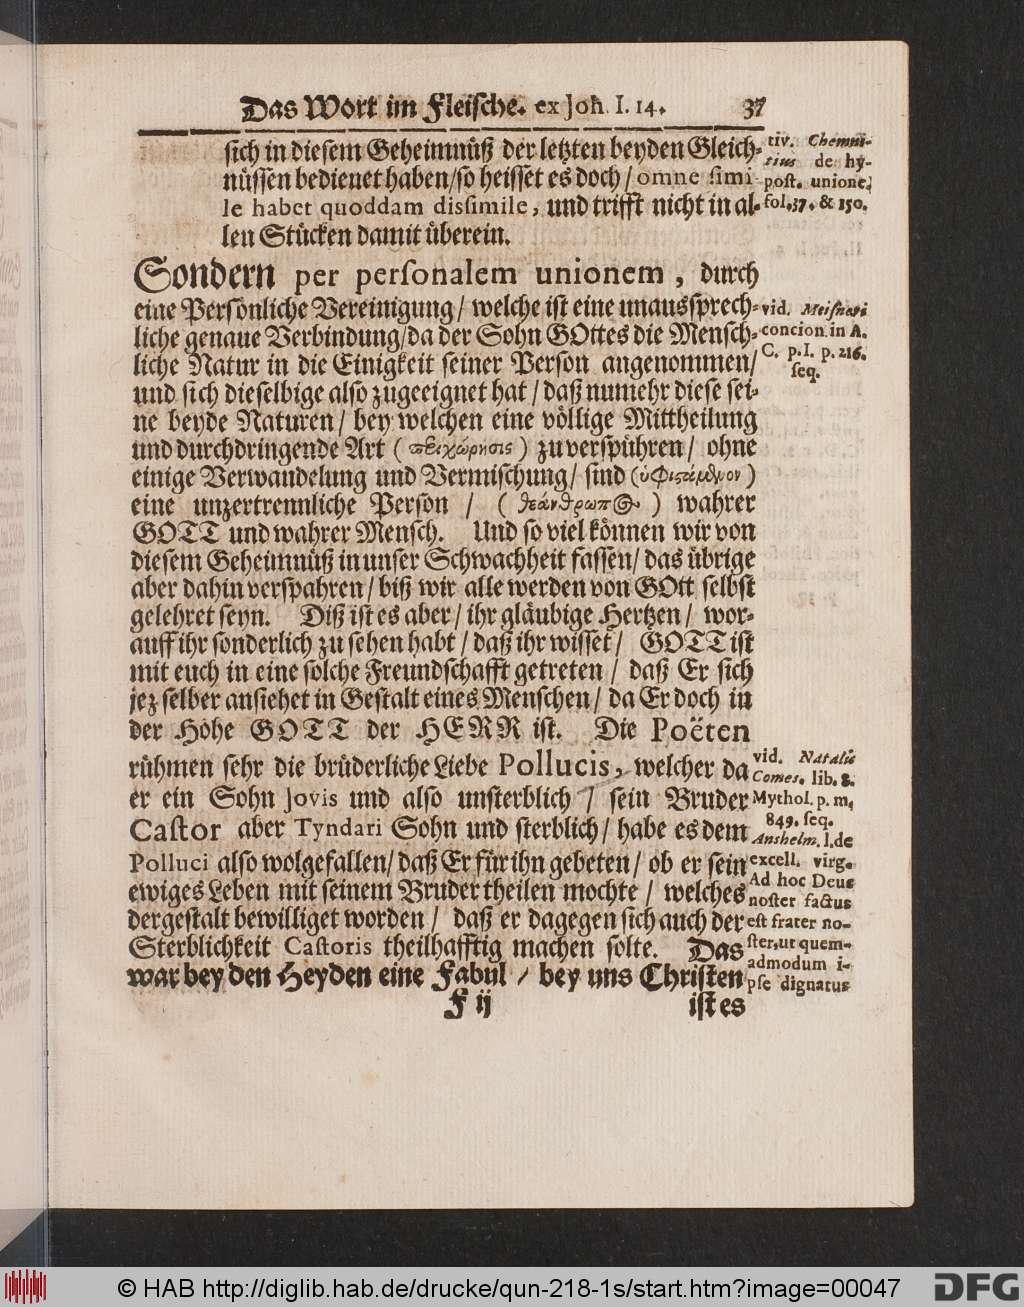 Das Wort im Fleische. ex Joh. I. 14. 37
sich in diesem Geheimnüß der letzten beyden Gleich-
nüssen bedienet haben/ so heisset es doch/ omne simi-
le habet quoddam dissimile, und trifft nicht in al-
len Stücken damit überein.
Sondern per personalem unionem, durch
eine Persönliche Vereinigung/ welche ist eine unaussprech-
liche genaue Verbindung/ da der Sohn GOttes die Mensch-
liche Natur in die Einigkeit seiner Person angenommen/
und sich dieselbige also zugeeignet hat/ daß numehr diese sei-
ne beyde Naturen/ bey welchen eine völlige Mittheilung
und durchdringende Art (περιχώρησις) zu verspühren/ ohne
einige Verwandelung und Vermischung/ sind (ὑφιςτάμενον)
eine unzertrennliche Person / (θεάνθρωπ@) wahrer
GOTT und wahrer Mensch. Und so viel können wir von
diesem Geheimnüß in unser Schwachheit fassen/ das übrige
aber dahin verspahren/ biß wir alle werden von GOtt selbst
gelehret seyn. Diß ist es aber/ ihr gläubige Hertzen/ wor-
auff ihr sonderlich zu sehen habt/ daß ihr wisset/ GOTT ist
mit euch in eine solche Freundschafft getreten/ daß Er sich
jez selber ansiehet in Gestalt eines Menschen/ da Er doch in
der Höhe GOTT der HERR ist. Die Poëten
rühmen sehr die brüderliche Liebe Pollucis, welcher da
er ein Sohn Jovis und also unsterblich/ sein Bruder
Castor aber Tyndari Sohn und sterblich/ habe es dem
Polluci also wolgefallen/ daß Er für ihn gebeten/ ob er sein
ewiges Leben mit seinem Bruder theilen mochte/ welches
dergestalt bewilliget worden/ daß er dagegen sich auch der
Sterblichkeit Castoris theilhafftig machen solte. Das
war bey den Heyden eine Fabul/ bey uns Christen
F ij ist es
tiv. Chemni-
tius de hy-
post. unione,
fol. 37. & 150.
vid. Meisneri
concion. in A.
C. p. I. p. 216.
seq.
vid. Natalis
Comes. lib. 8.
Mythol. p. m.
849. seq.
Anshelm. l. de
excell. virg.
Ad hoc Deus
noster factus
est frater no-
ster, ut quem-
admodum i-
pse dignatus
© HAB http://diglib.hab.de/drucke/qun-218-1s/start.htm?image=00047
DFG